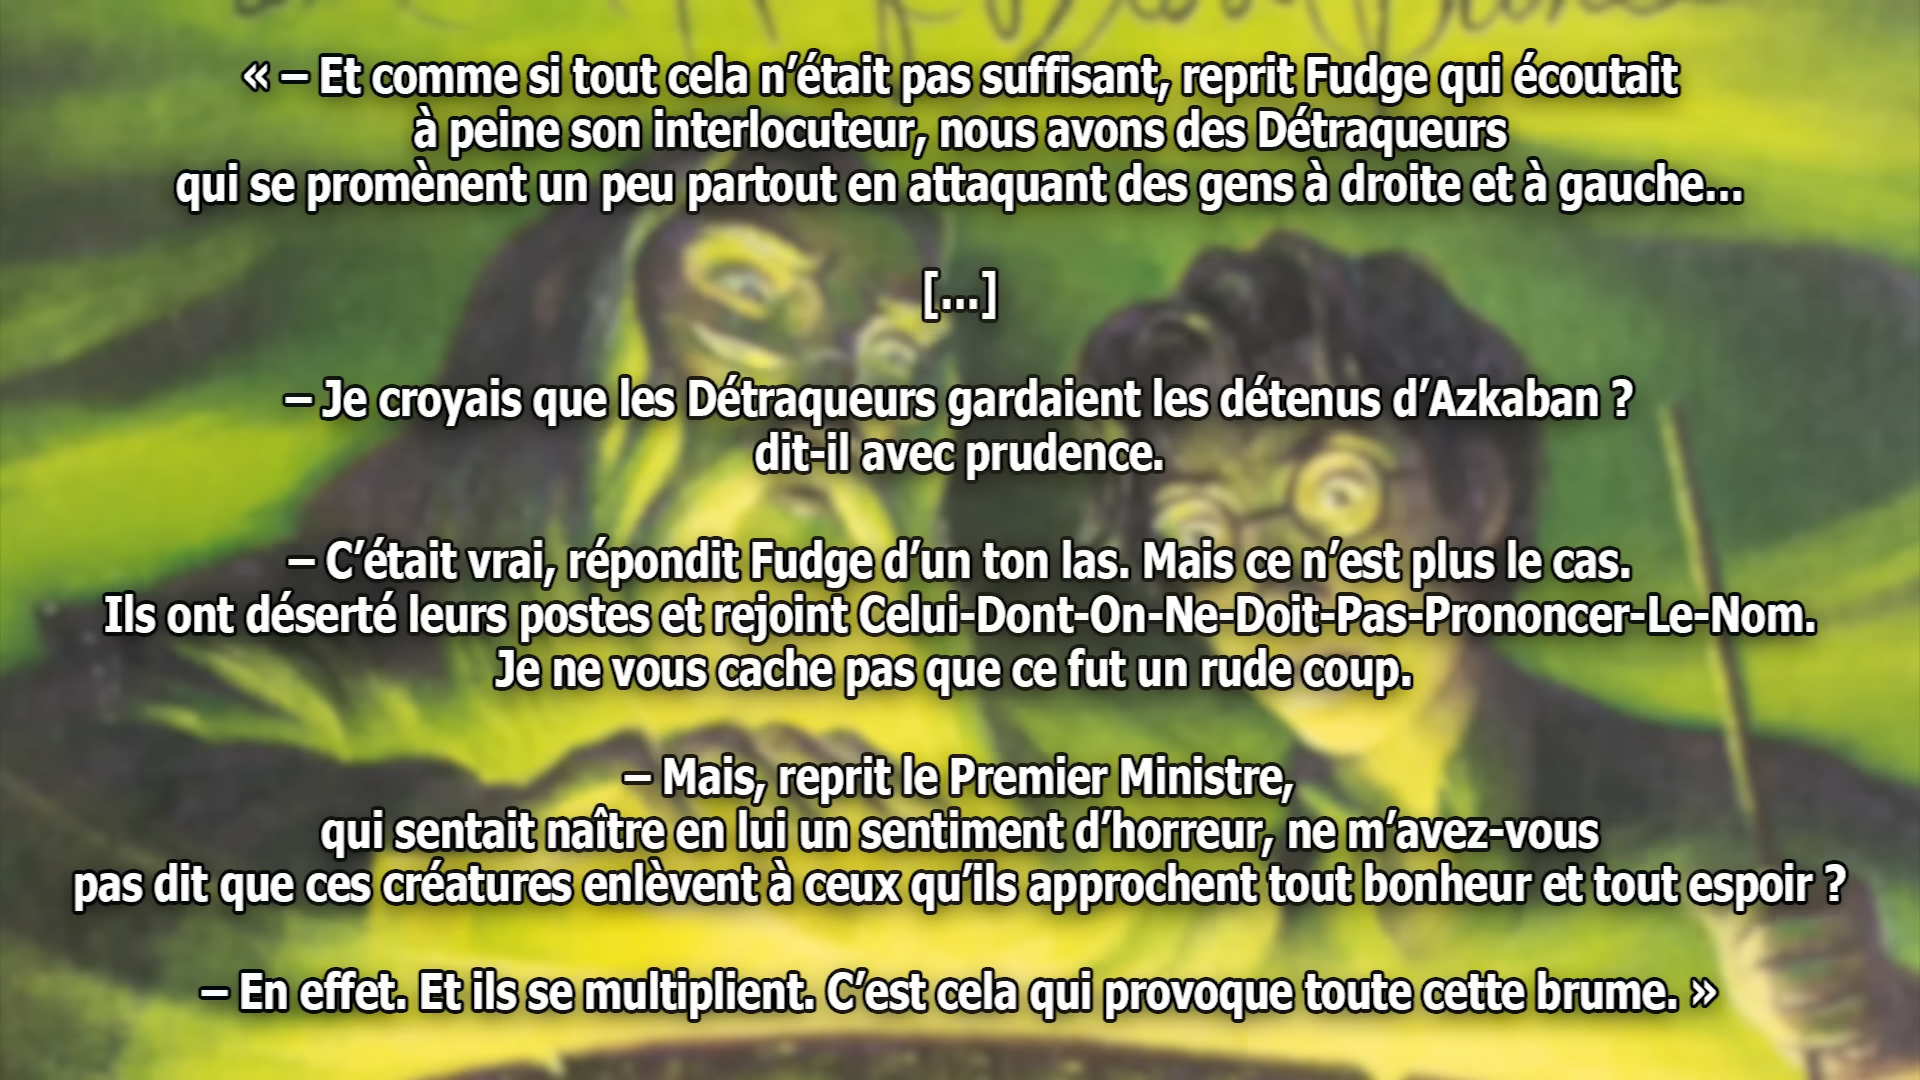 « – Et comme si tout cela n’était pas suffisant, reprit Fudge qui écoutait
à peine son interlocuteur, nous avons des Détraqueurs
qui se promènent un peu partout en attaquant des gens à droite et à gauche...
[...]
– Je croyais que les Détraqueurs gardaient les détenus d’Azkaban ?
dit-il avec prudence.
– C’était vrai, répondit Fudge d’un ton las. Mais ce n’est plus le cas.
Ils ont déserté leurs postes et rejoint Celui-Dont-On-Ne-Doit-Pas-Prononcer-Le-Nom.
Je ne vous cache pas que ce fut un rude coup.
– Mais, reprit le Premier Ministre,
qui sentait naître en lui un sentiment d’horreur, ne m’avez-vous
pas dit que ces créatures enlèvent à ceux qu’ils approchent tout bonheur et tout espoir ?
– En effet. Et ils se multiplient. C’est cela qui provoque toute cette brume. »